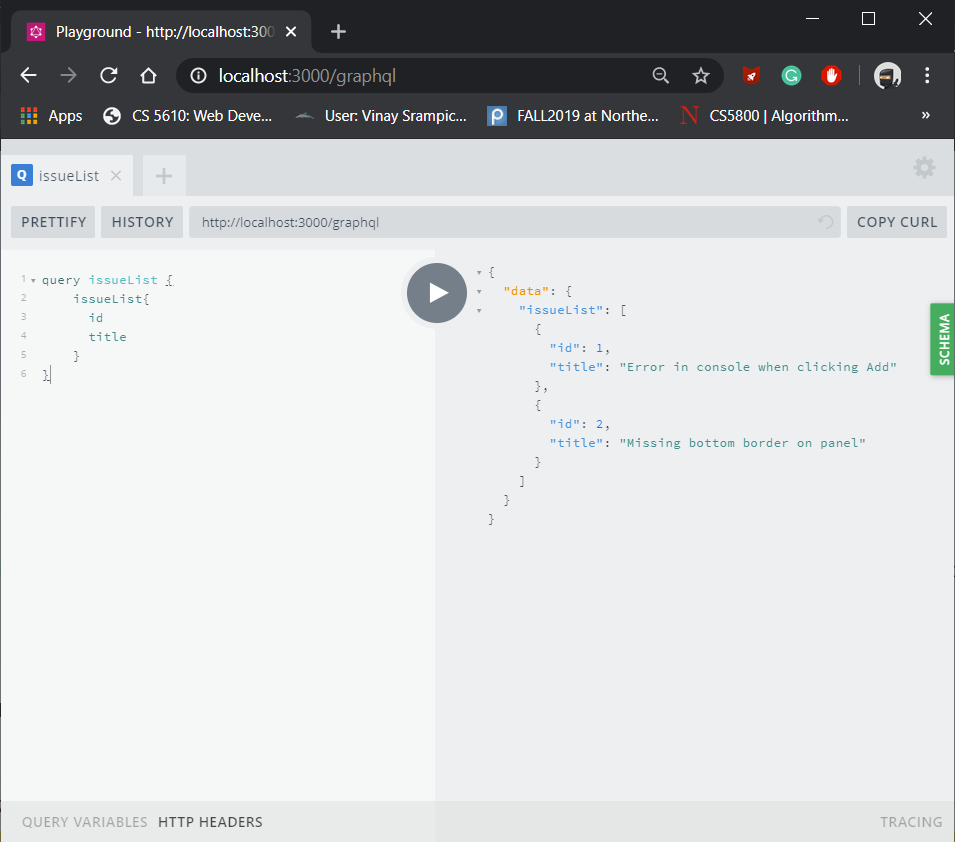 Playground - http://localhost:300
localhost:3000/graphql
Apps CS 5610: Web Deve... User: Vinay Srampic... FALL2019 at Northe... CS5800 | Algorithm... »
Q issueList
PRETTIFY HISTORY http://localhost:3000/graphql COPY CURL
1 query issueList {
2 issueList{
3 id
4 title
5 }
6 }
{
"data": {
"issueList": [
{
"id": 1,
"title": "Error in console when clicking Add"
},
{
"id": 2,
"title": "Missing bottom border on panel"
}
]
}
}
SCHEMA
QUERY VARIABLES HTTP HEADERS TRACING